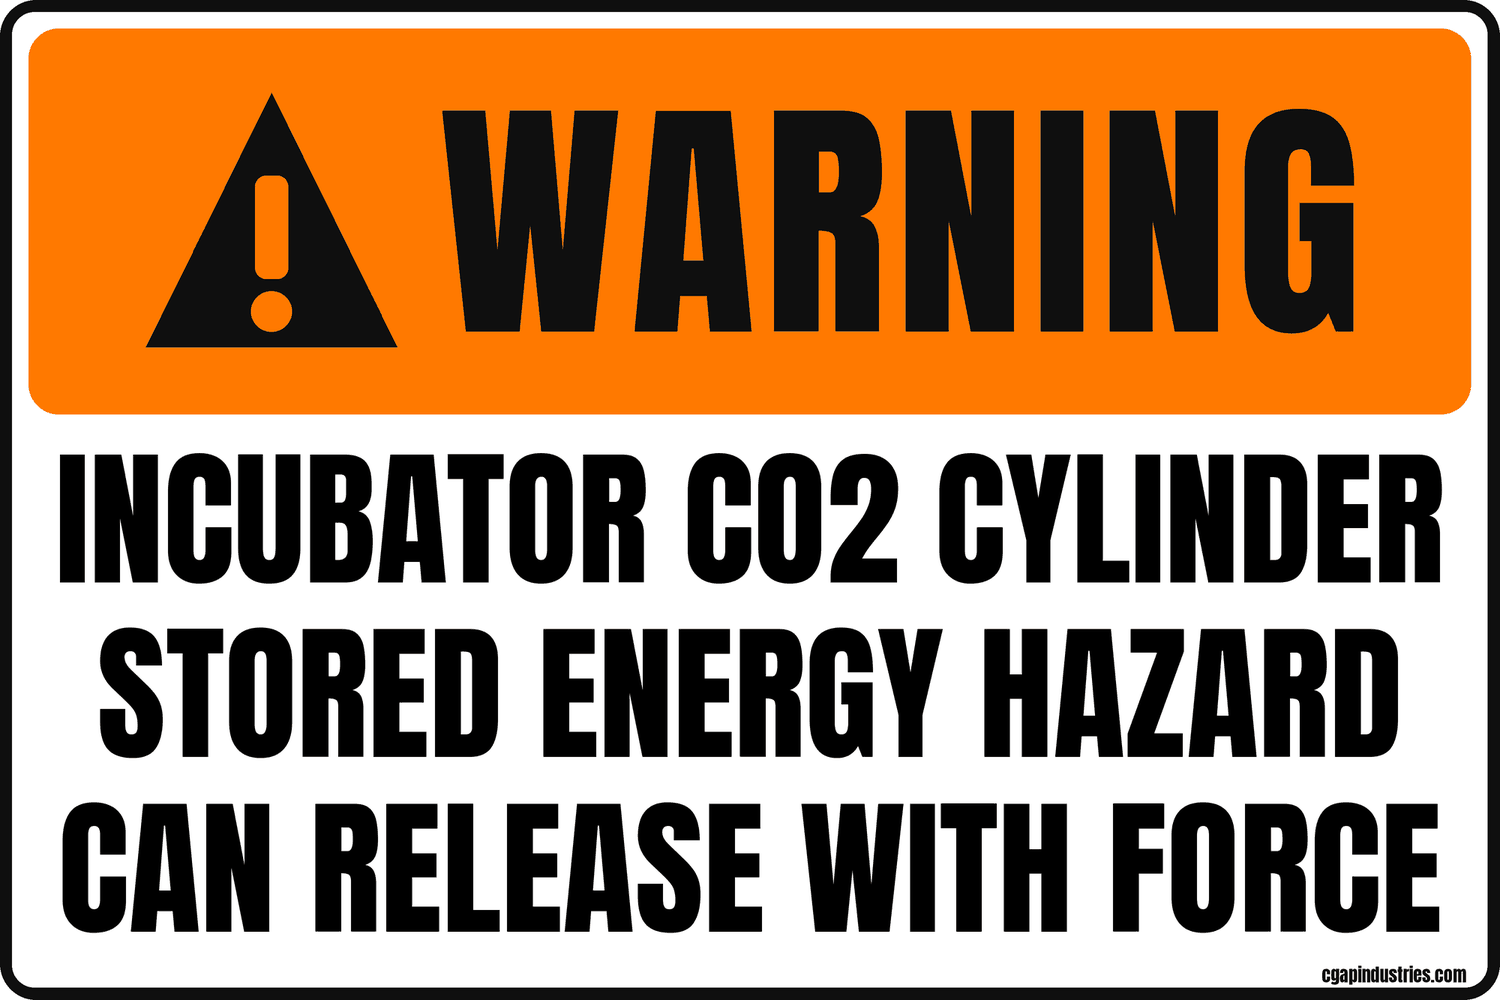 WARNING
INCUBATOR CO2 CYLINDER
STORED ENERGY HAZARD
CAN RELEASE WITH FORCE
cgapindustries.com